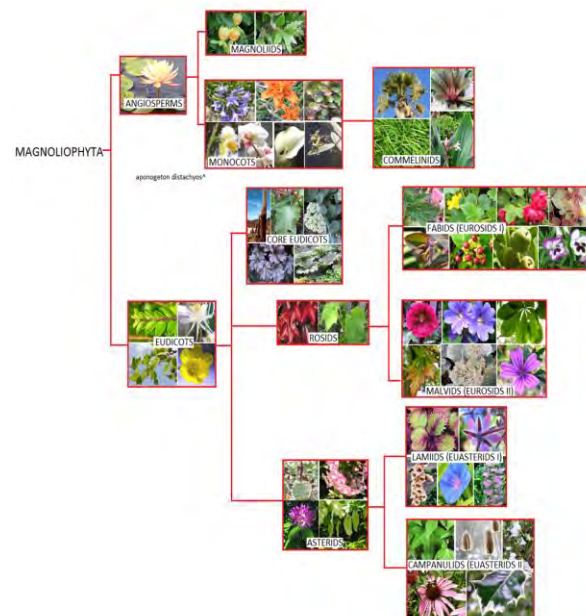 MAGNOLIIDS
ANGIOSPERMS
MONOCOTS
COMMELINIDS
MAGNOLIOPHYTA
aponogeton distachyos^
CORE EUDICOTS
FABIDS (EUROSIDS I)
EUDICOTS
ROSIDS
MALVIDS (EUROSIDS II)
LAMIIDS (EUASTERIDS I)
ASTERIDS
CAMPANULIDS (EUASTERIDS II